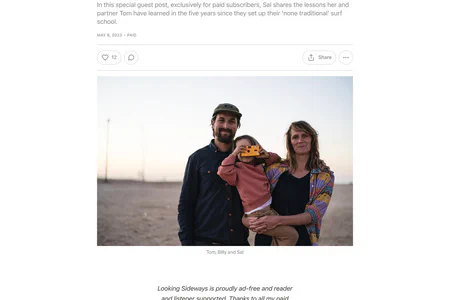 In this special guest post, exclusively for paid subscribers, Sal shares the lessons her and
partner Tom have learned in the five years since they set up their 'none traditional' surf
school.
MAY 9, 2023 • PAID
12
Share
Tom, Billy and Sal
Looking Sideways is proudly ad-free and reader
and listener supported. Thanks to all my paid